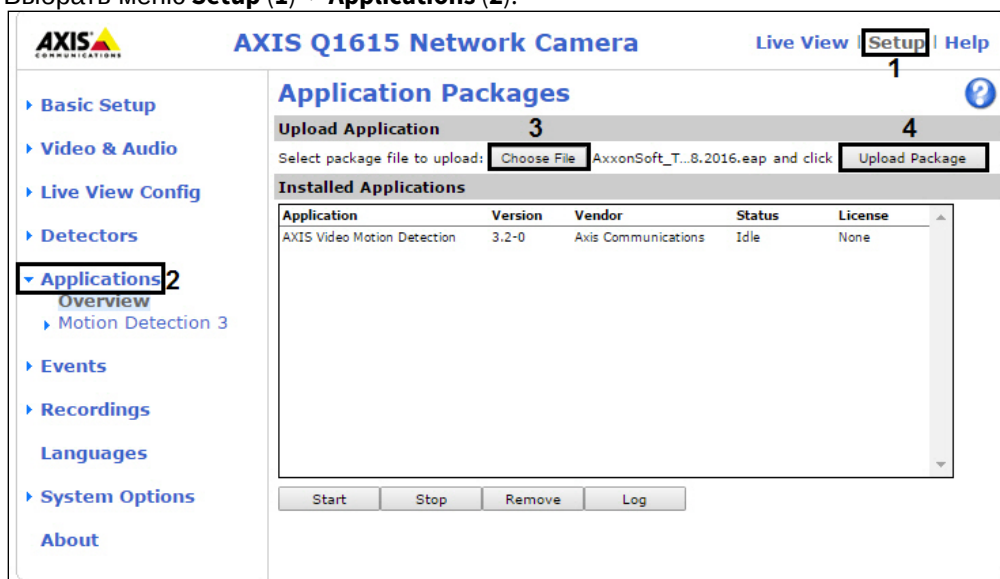 Выбрать меню Setup (1) - Applications (2).
AXIS COMMUNICATIONS
AXIS Q1615 Network Camera
Live View | Setup | Help
1
Basic Setup
Video & Audio
Live View Config
Detectors
Applications 2
Overview
Motion Detection 3
Events
Recordings
Languages
System Options
About
Application Packages
?
Upload Application
3
4
Select package file to upload: Choose File AxxonSoft_T...8.2016.eap and click Upload Package
Installed Applications
Application Version Vendor Status License
AXIS Video Motion Detection 3.2-0 Axis Communications Idle None
Start Stop Remove Log